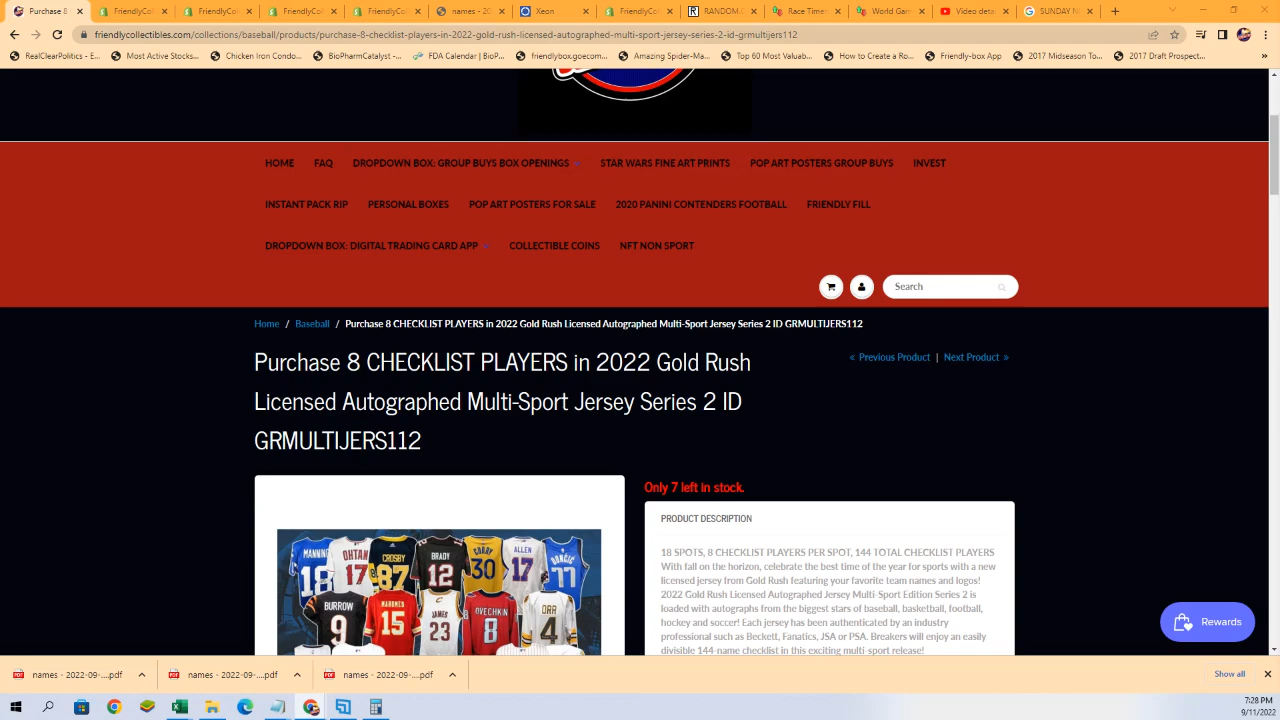 Purchase 8
FriendlyCol
FriendlyCol
FriendlyCol
FriendlyCol
names - 20
Xeon
FriendlyCol
RANDOM.O
Race Timer
World Gam
Video deta
SUNDAY NI
friendlycollectibles.com/collections/baseball/products/purchase-8-checklist-players-in-2022-gold-rush-licensed-autographed-multi-sport-jersey-series-2-id-grmultijers112
RealClearPolitics - E...
Most Active Stocks...
Chicken Iron Condo...
BioPharmCatalyst -...
FDA Calendar | BioP...
friendlybox.goecom...
Amazing Spider-Ma...
Top 60 Most Valuab...
How to Create a Ro...
Friendly-box App
2017 Midseason To...
2017 Draft Prospect...
HOME FAQ DROPDOWN BOX: GROUP BUYS BOX OPENINGS STAR WARS FINE ART PRINTS POP ART POSTERS GROUP BUYS INVEST
INSTANT PACK RIP PERSONAL BOXES POP ART POSTERS FOR SALE 2020 PANINI CONTENDERS FOOTBALL FRIENDLY FILL
DROPDOWN BOX: DIGITAL TRADING CARD APP COLLECTIBLE COINS NFT NON SPORT
Search
Home / Baseball / Purchase 8 CHECKLIST PLAYERS in 2022 Gold Rush Licensed Autographed Multi-Sport Jersey Series 2 ID GRMULTIJERS112
Purchase 8 CHECKLIST PLAYERS in 2022 Gold Rush
Licensed Autographed Multi-Sport Jersey Series 2 ID
GRMULTIJERS112
« Previous Product | Next Product »
Only 7 left in stock.
PRODUCT DESCRIPTION
18 SPOTS, 8 CHECKLIST PLAYERS PER SPOT, 144 TOTAL CHECKLIST PLAYERS
With fall on the horizon, celebrate the best time of the year for sports with a new
licensed jersey from Gold Rush featuring your favorite team names and logos!
2022 Gold Rush Licensed Autographed Jersey Multi-Sport Edition Series 2 is
loaded with autographs from the biggest stars of baseball, basketball, football,
hockey and soccer! Each jersey has been authenticated by an industry
professional such as Beckett, Fanatics, JSA or PSA. Breakers will enjoy an easily
divisible 144-name checklist in this exciting multi-sport release!
MANNING 18
OHTANI 17
CROSBY 87
BRADY 12
CURRY 30
ALLEN 17
DONCIC 77
BURROW 9
MAHOMES 15
JAMES 23
OVECHKIN 8
ORR 4
Rewards
names - 2022-09-....pdf
names - 2022-09-....pdf
names - 2022-09-....pdf
Show all
7:28 PM
9/11/2022